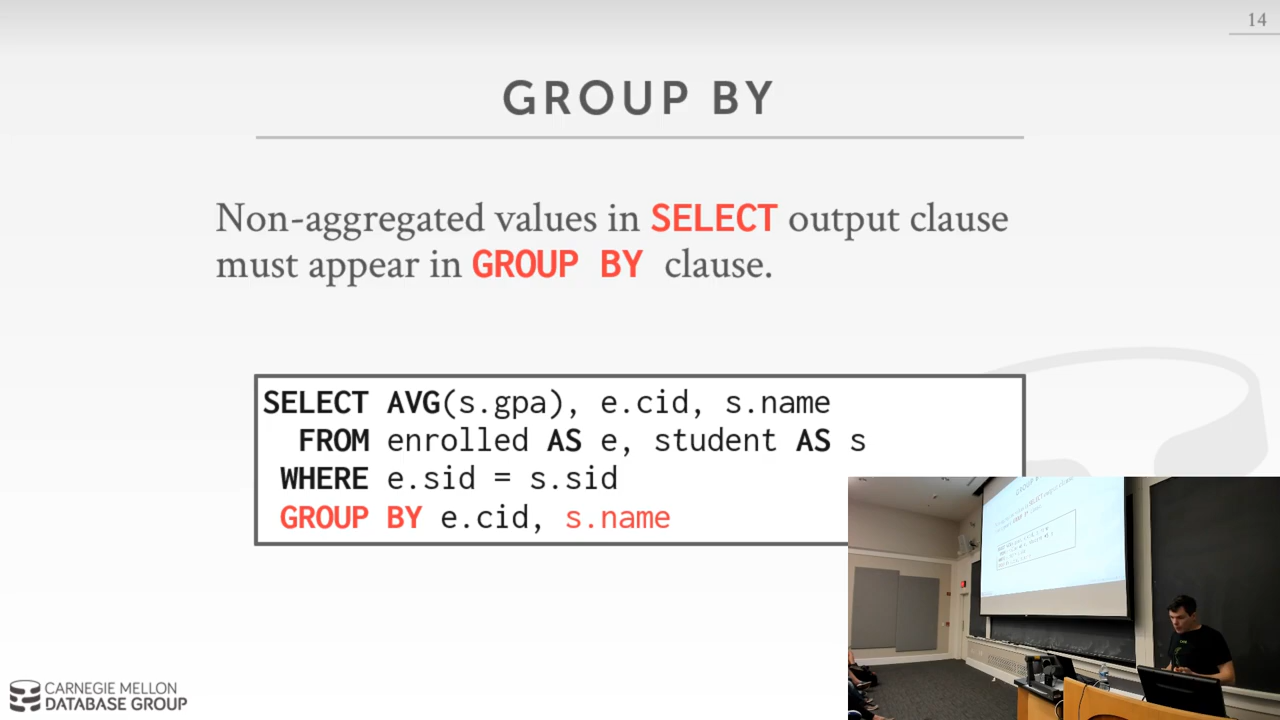 14
GROUP BY
Non-aggregated values in SELECT output clause
must appear in GROUP BY clause.
SELECT AVG(s.gpa), e.cid, s.name
FROM enrolled AS e, student AS s
WHERE e.sid = s.sid
GROUP BY e.cid, s.name
CARNEGIE MELLON
DATABASE GROUP